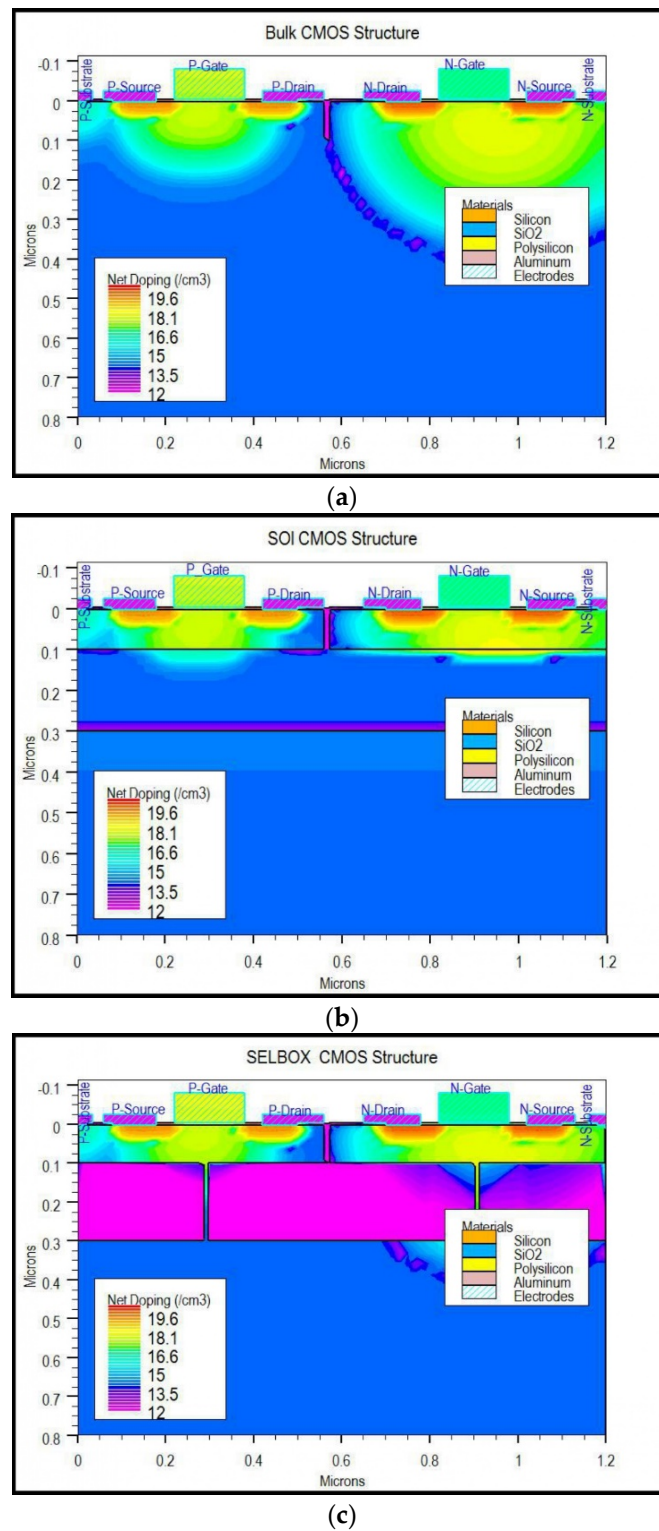 Bulk CMOS Structure
P-Gate
N-Gate
P-Substrate
P-Source
P-Drain
N-Drain
N-Source
N-Substrate
-0.1
0
0.1
0.2
0.3
0.4
0.5
0.6
0.7
0.8
Microns
Materials
Silicon
SiO2
Polysilicon
Aluminum
Electrodes
Net Doping (/cm3)
19.6
18.1
16.6
15
13.5
12
0 0.2 0.4 0.6 0.8 1 1.2
Microns
(a)
SOI CMOS Structure
P_Gate
N-Gate
P-Substrate
P-Source
P-Drain
N-Drain
N-Source
N-Substrate
-0.1
0
0.1
0.2
0.3
0.4
0.5
0.6
0.7
0.8
Microns
Materials
Silicon
SiO2
Polysilicon
Aluminum
Electrodes
Net Doping (/cm3)
19.6
18.1
16.6
15
13.5
12
0 0.2 0.4 0.6 0.8 1 1.2
Microns
(b)
SELBOX CMOS Structure
P-Gate
N-Gate
P-Substrate
P-Source
P-Drain
N-Drain
N-Source
N-Substrate
-0.1
0
0.1
0.2
0.3
0.4
0.5
0.6
0.7
0.8
Microns
Materials
Silicon
SiO2
Polysilicon
Aluminum
Electrodes
Net Doping (/cm3)
19.6
18.1
16.6
15
13.5
12
0 0.2 0.4 0.6 0.8 1 1.2
Microns
(c)